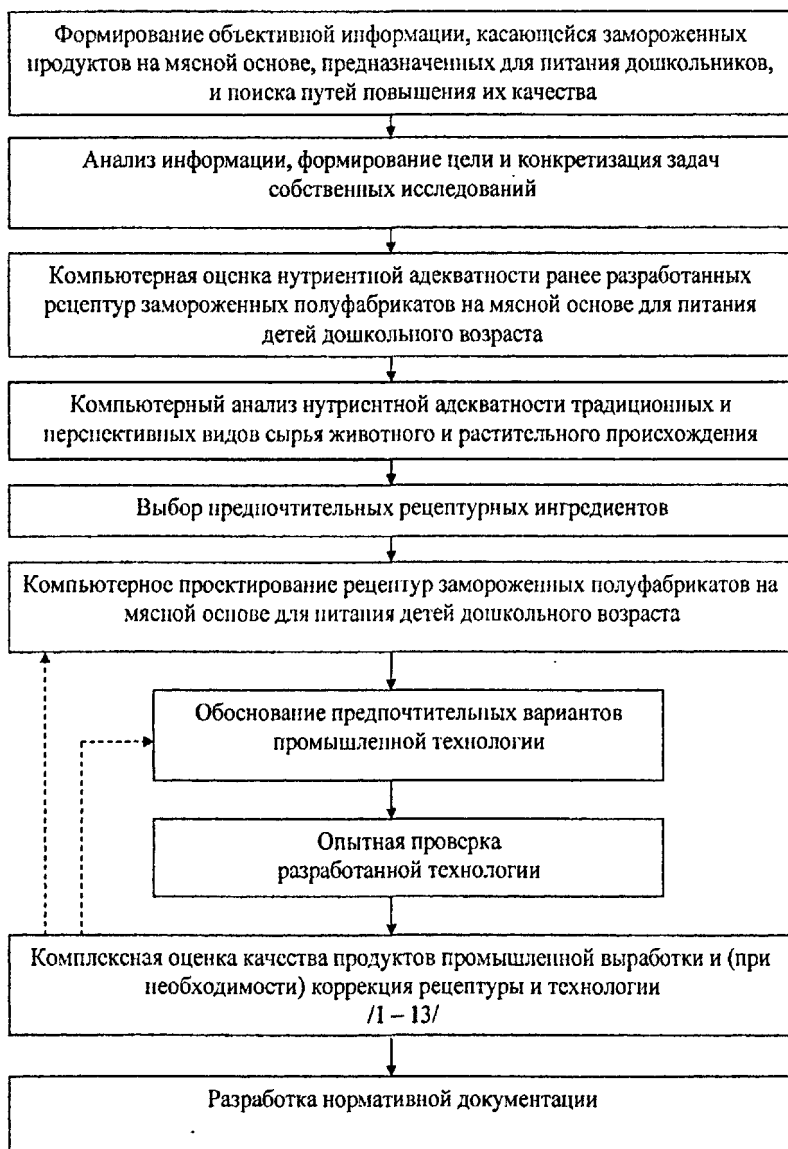 Формирование объективной информации, касающейся замороженных
продуктов на мясной основе, предназначенных для питания дошкольников,
и поиска путей повышения их качества
Анализ информации, формирование цели и конкретизация задач
собственных исследований
Компьютерная оценка нутриентной адекватности ранее разработанных
рецептур замороженных полуфабрикатов на мясной основе для питания
детей дошкольного возраста
Компьютерный анализ нутриентной адекватности традиционных и
перспективных видов сырья животного и растительного происхождения
Выбор предпочтительных рецептурных ингредиентов
Компьютерное проектирование рецептур замороженных полуфабрикатов на
мясной основе для питания детей дошкольного возраста
Обоснование предпочтительных вариантов
промышленной технологии
Опытная проверка
разработанной технологии
Комплексная оценка качества продуктов промышленной выработки и (при
необходимости) коррекция рецептуры и технологии
/1 – 13/
Разработка нормативной документации